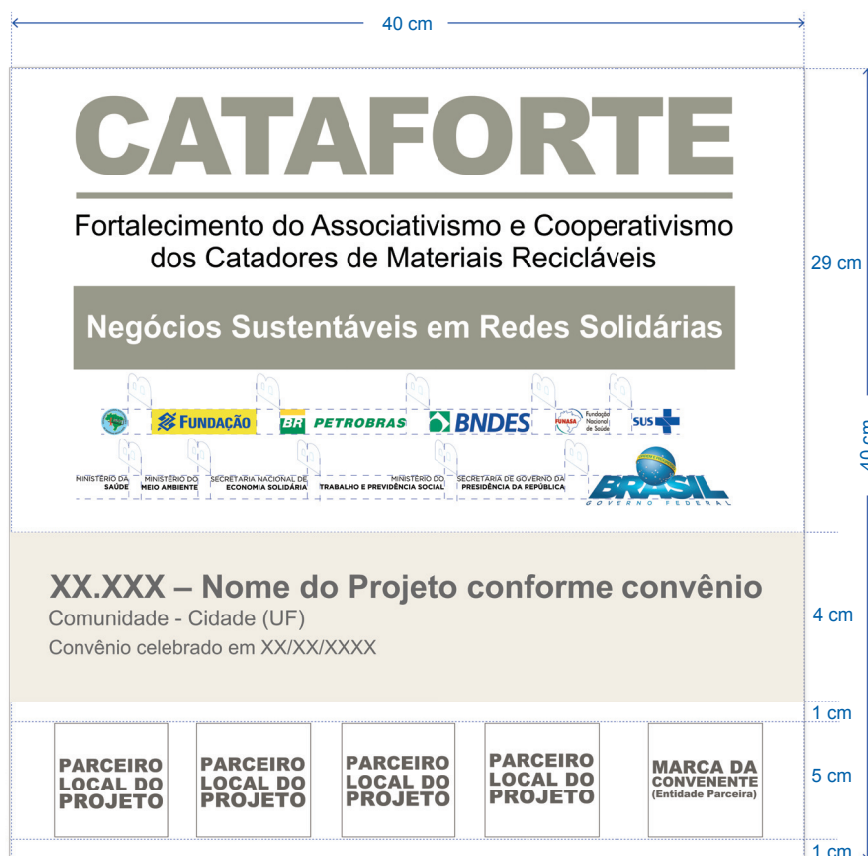 40 cm
CATAFORTE
Fortalecimento do Associativismo e Cooperativismo
dos Catadores de Materiais Recicláveis
29 cm
Negócios Sustentáveis em Redes Solidárias
B B B B B
FUNDAÇÃO
BR PETROBRAS
BNDES
FUNASA
Fundação
Nacional
de Saúde
SUS
40 cm
B B B B
MINISTÉRIO DA
SAÚDE
MINISTÉRIO DO
MEIO AMBIENTE
SECRETARIA NACIONAL DE
ECONOMIA SOLIDÁRIA
MINISTÉRIO DO
TRABALHO E PREVIDÊNCIA SOCIAL
SECRETARIA DE GOVERNO DA
PRESIDÊNCIA DA REPÚBLICA
BRASIL
GOVERNO FEDERAL
XX.XXX – Nome do Projeto conforme convênio
Comunidade - Cidade (UF)
Convênio celebrado em XX/XX/XXXX
4 cm
1 cm
PARCEIRO
LOCAL DO
PROJETO
PARCEIRO
LOCAL DO
PROJETO
PARCEIRO
LOCAL DO
PROJETO
PARCEIRO
LOCAL DO
PROJETO
MARCA DA
CONVENENTE
(Entidade Parceira)
5 cm
1 cm